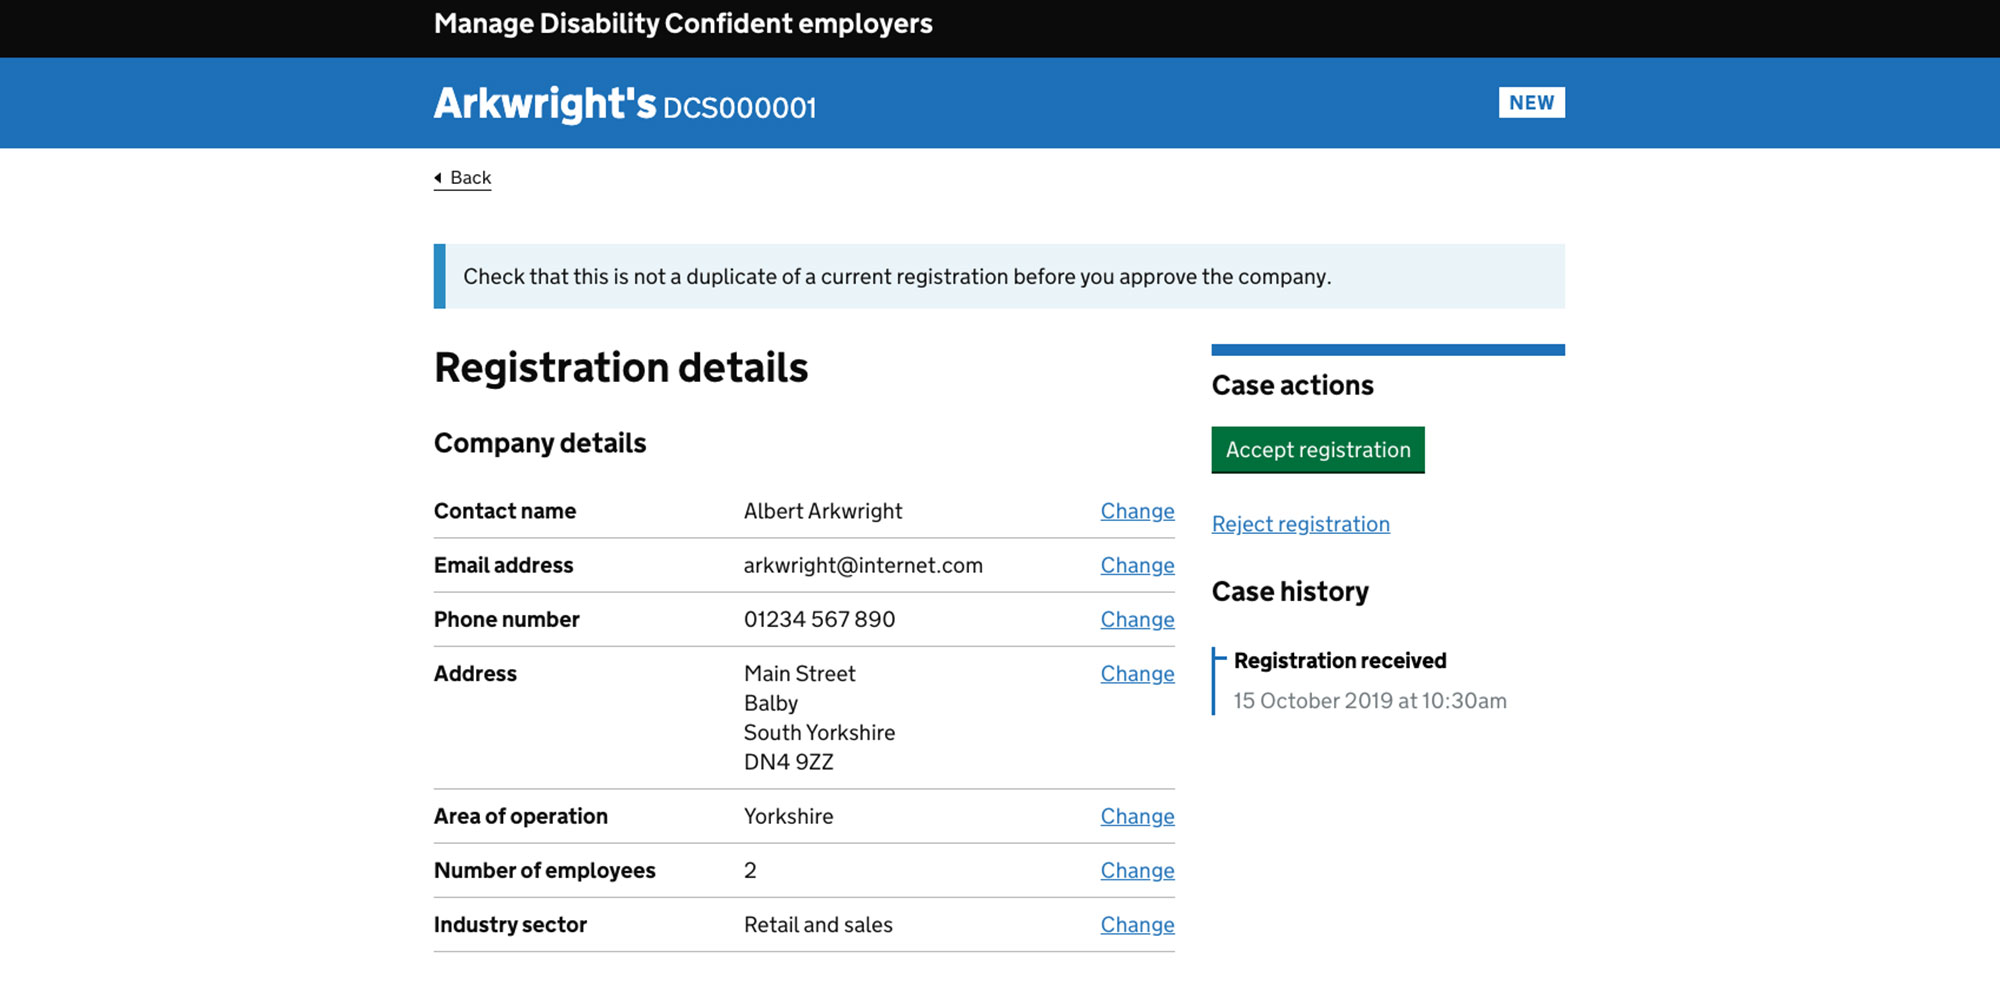 Manage Disability Confident employers
Arkwright's DCS000001
NEW
Back
Check that this is not a duplicate of a current registration before you approve the company.
Registration details
Company details
Contact name Albert Arkwright Change
Email address arkwright@internet.com Change
Phone number 01234 567 890 Change
Address Main Street Change
Balby
South Yorkshire
DN4 9ZZ
Area of operation Yorkshire Change
Number of employees 2 Change
Industry sector Retail and sales Change
Case actions
Accept registration
Reject registration
Case history
Registration received
15 October 2019 at 10:30am